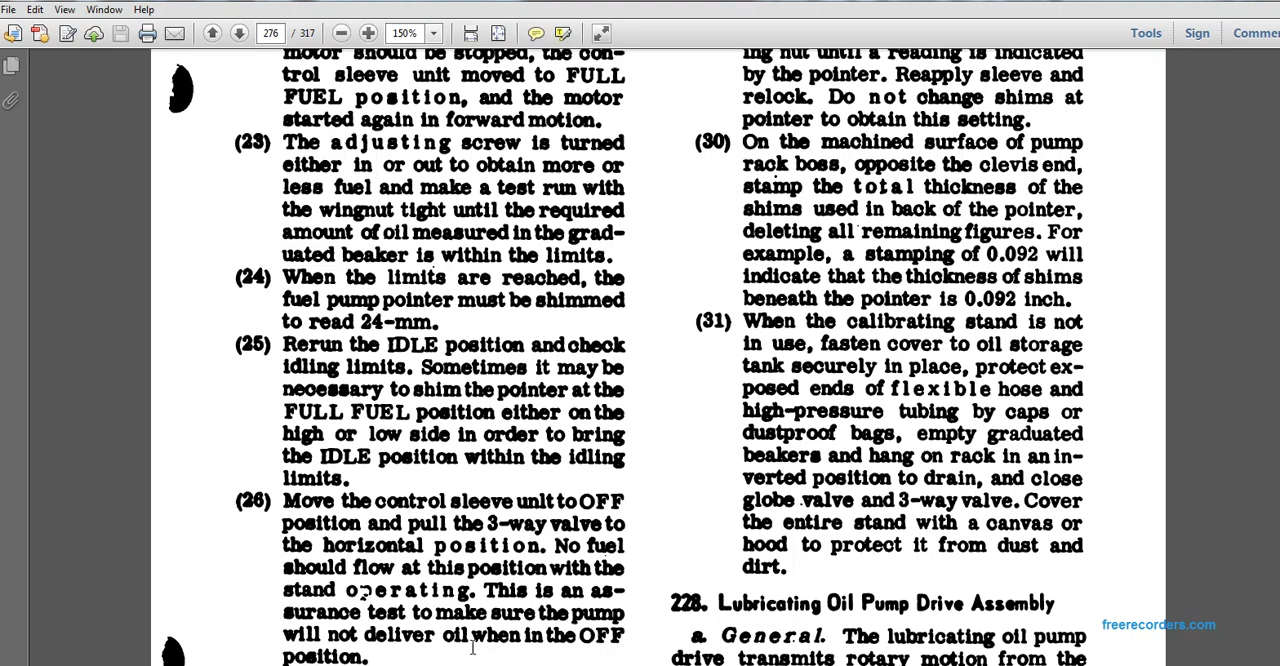 File Edit View Window Help
276 / 317 150% Tools Sign Comme
motor should be stopped, the con-
trol sleeve unit moved to FULL
FUEL position, and the motor
started again in forward motion.
(23) The adjusting screw is turned
either in or out to obtain more or
less fuel and make a test run with
the wingnut tight until the required
amount of oil measured in the grad-
uated beaker is within the limits.
(24) When the limits are reached, the
fuel pump pointer must be shimmed
to read 24-mm.
(25) Rerun the IDLE position and check
idling limits. Sometimes it may be
necessary to shim the pointer at the
FULL FUEL position either on the
high or low side in order to bring
the IDLE position within the idling
limits.
(26) Move the control sleeve unit to OFF
position and pull the 3-way valve to
the horizontal position. No fuel
should flow at this position with the
stand operating. This is an as-
surance test to make sure the pump
will not deliver oil when in the OFF
position.
ing nut until a reading is indicated
by the pointer. Reapply sleeve and
relock. Do not change shims at
pointer to obtain this setting.
(30) On the machined surface of pump
rack boss, opposite the clevis end,
stamp the total thickness of the
shims used in back of the pointer,
deleting all remaining figures. For
example, a stamping of 0.092 will
indicate that the thickness of shims
beneath the pointer is 0.092 inch.
(31) When the calibrating stand is not
in use, fasten cover to oil storage
tank securely in place, protect ex-
posed ends of flexible hose and
high-pressure tubing by caps or
dustproof bags, empty graduated
beakers and hang on rack in an in-
verted position to drain, and close
globe valve and 3-way valve. Cover
the entire stand with a canvas or
hood to protect it from dust and
dirt.
228. Lubricating Oil Pump Drive Assembly
a. General. The lubricating oil pump
drive transmits rotary motion from the
freerecorders.com